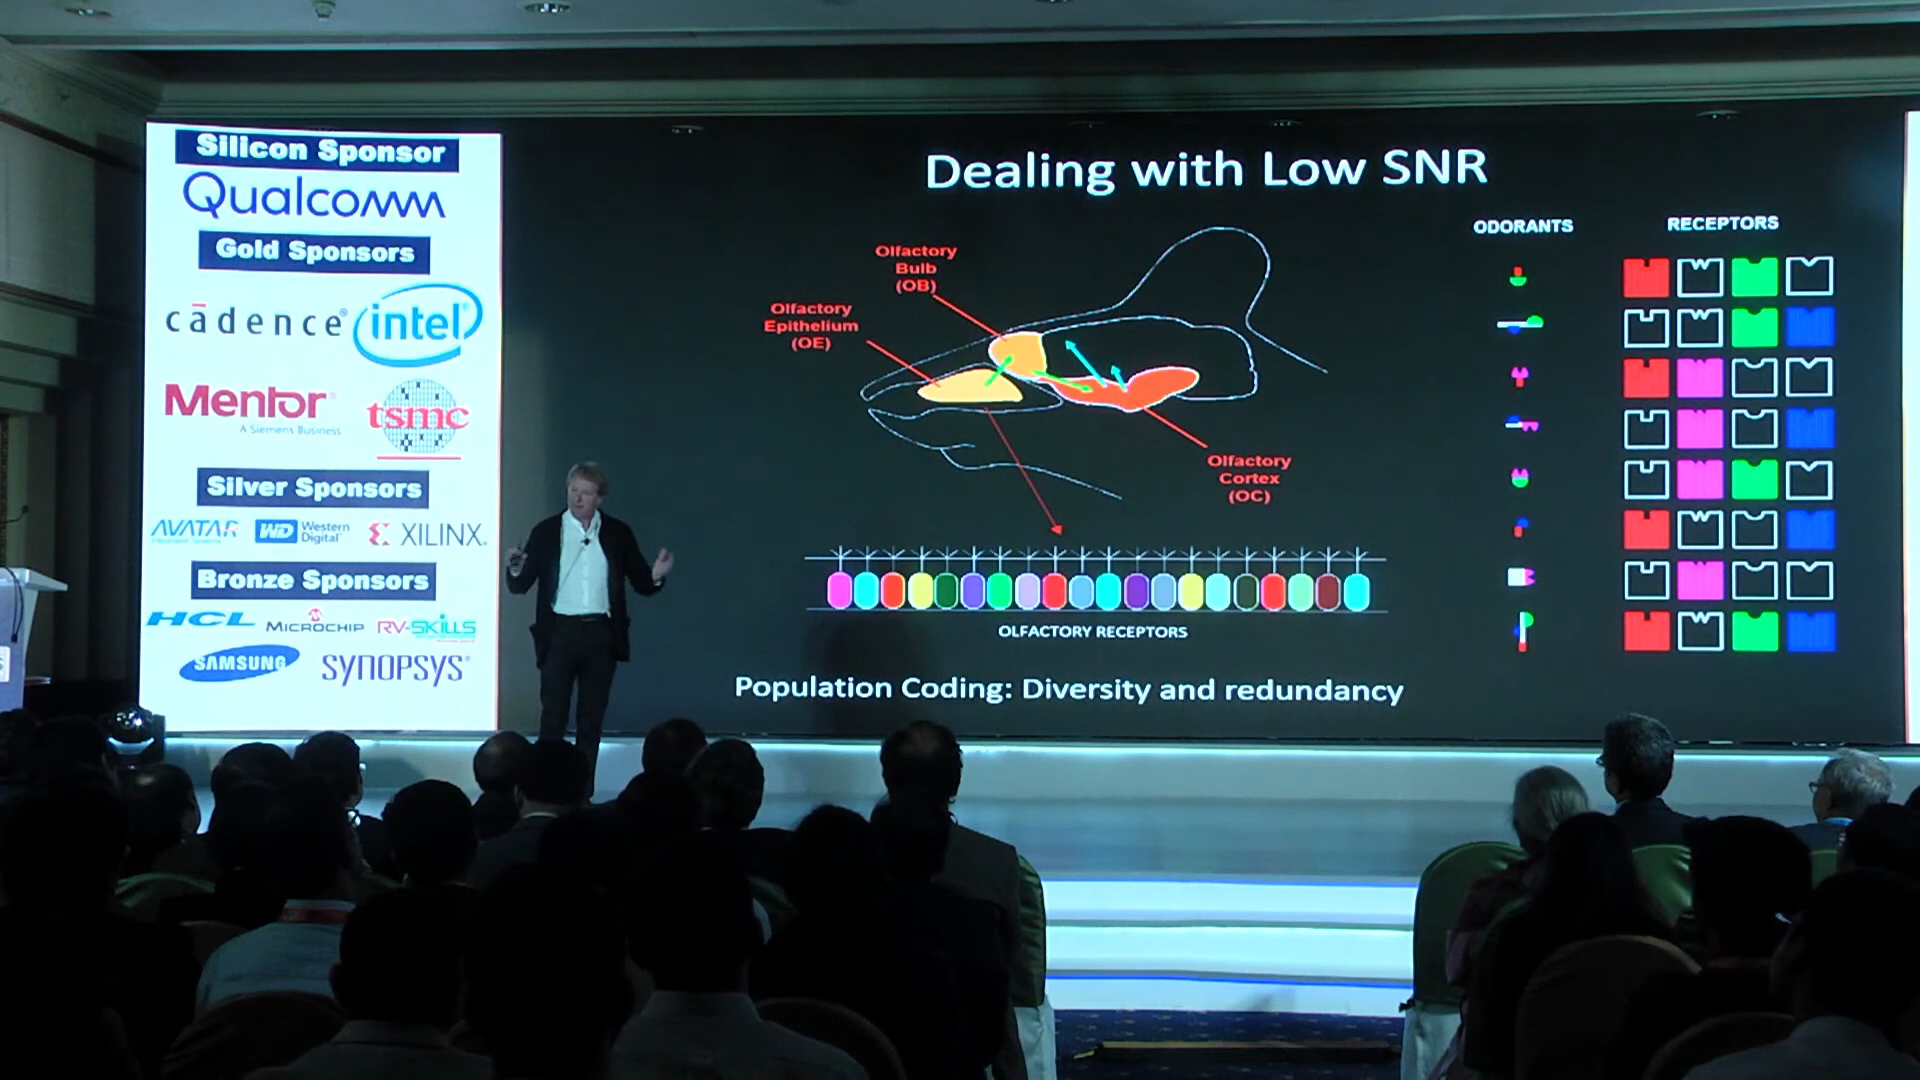 Silicon Sponsor
Qualcomm
Gold Sponsors
cādence®
intel®
Mentor®
A Siemens Business
tsmc
Silver Sponsors
AVATAR
WD Western Digital®
XILINX
Bronze Sponsors
HCL
MICROCHIP
RV-SKILLS
SAMSUNG
SYNOPSYS®
Dealing with Low SNR
Olfactory
Bulb
(OB)
Olfactory
Epithelium
(OE)
Olfactory
Cortex
(OC)
OLFACTORY RECEPTORS
Population Coding: Diversity and redundancy
ODORANTS
RECEPTORS